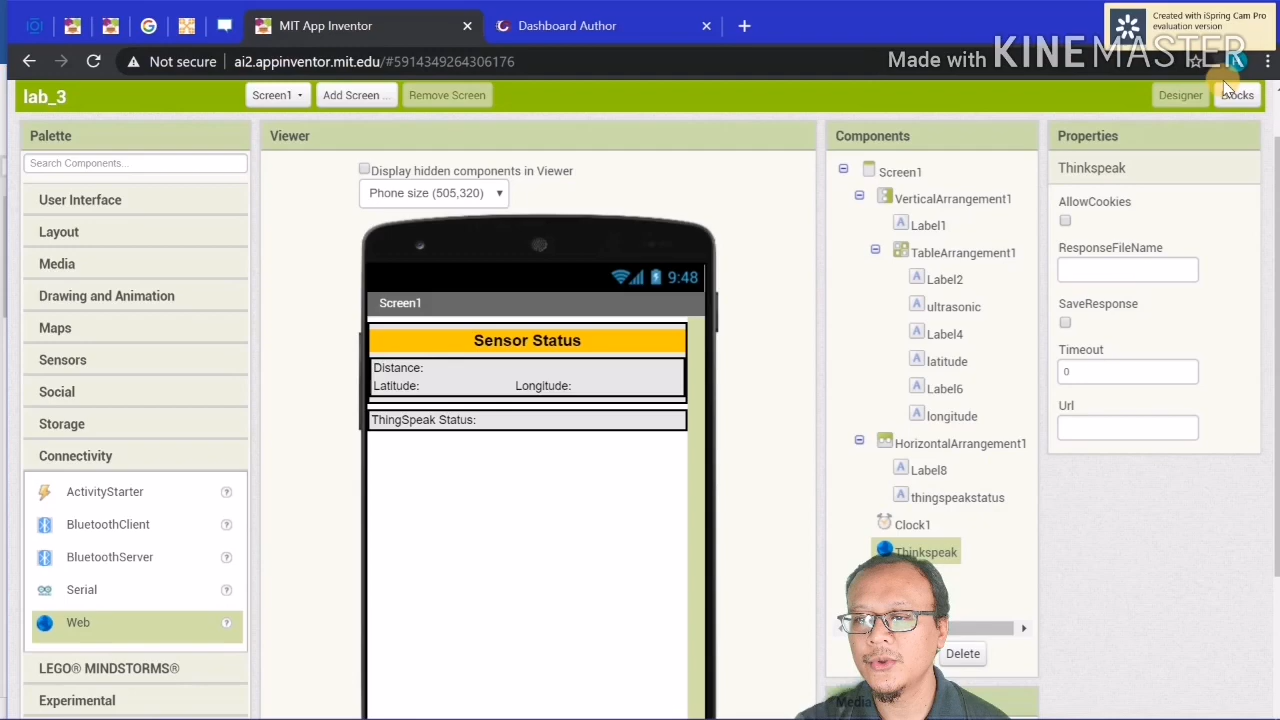 MIT App Inventor
Dashboard Author
Created with iSpring Cam Pro
evaluation version
Not secure
ai2.appinventor.mit.edu/#5914349264306176
Made with KINEMASTER
lab_3
Screen1
Add Screen ...
Remove Screen
Designer
Blocks
Palette
Search Components...
User Interface
Layout
Media
Drawing and Animation
Maps
Sensors
Social
Storage
Connectivity
ActivityStarter
BluetoothClient
BluetoothServer
Serial
Web
LEGO® MINDSTORMS®
Experimental
Viewer
Display hidden components in Viewer
Phone size (505,320)
9:48
Screen1
Sensor Status
Distance:
Latitude: Longitude:
ThingSpeak Status:
Components
Screen1
VerticalArrangement1
Label1
TableArrangement1
Label2
ultrasonic
Label4
latitude
Label6
longitude
HorizontalArrangement1
Label8
thingspeakstatus
Clock1
Thinkspeak
Delete
Media
Properties
Thinkspeak
AllowCookies
ResponseFileName
SaveResponse
Timeout
0
Url